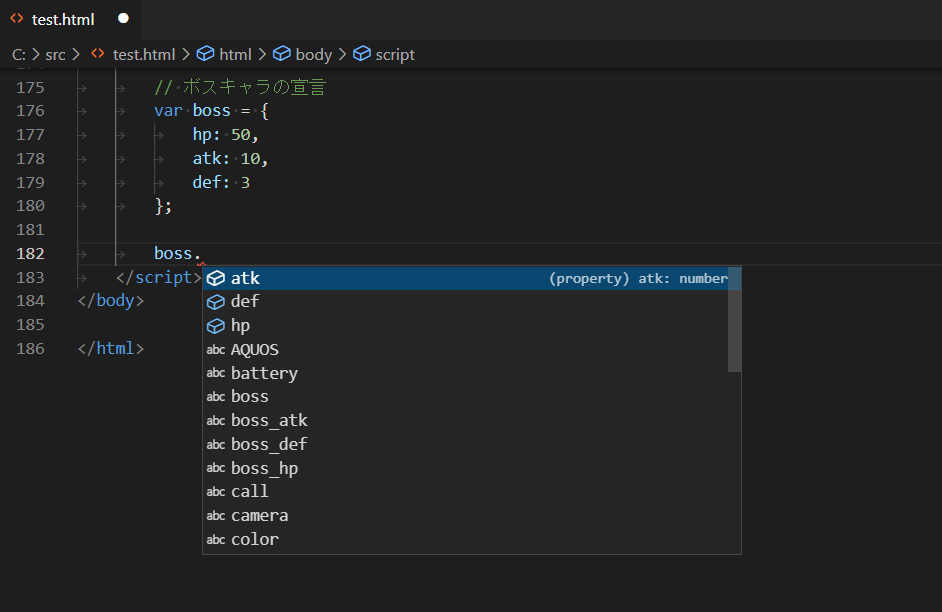 test.html
C: > src > test.html > html > body > script
175 // ボスキャラの宣言
176 var boss = {
177 hp: 50,
178 atk: 10,
179 def: 3
180 };
181
182 boss.
183 </script>
184 </body>
185
186 </html>
atk (property) atk: number
def
hp
abc AQUOS
abc battery
abc boss
abc boss_atk
abc boss_def
abc boss_hp
abc call
abc camera
abc color